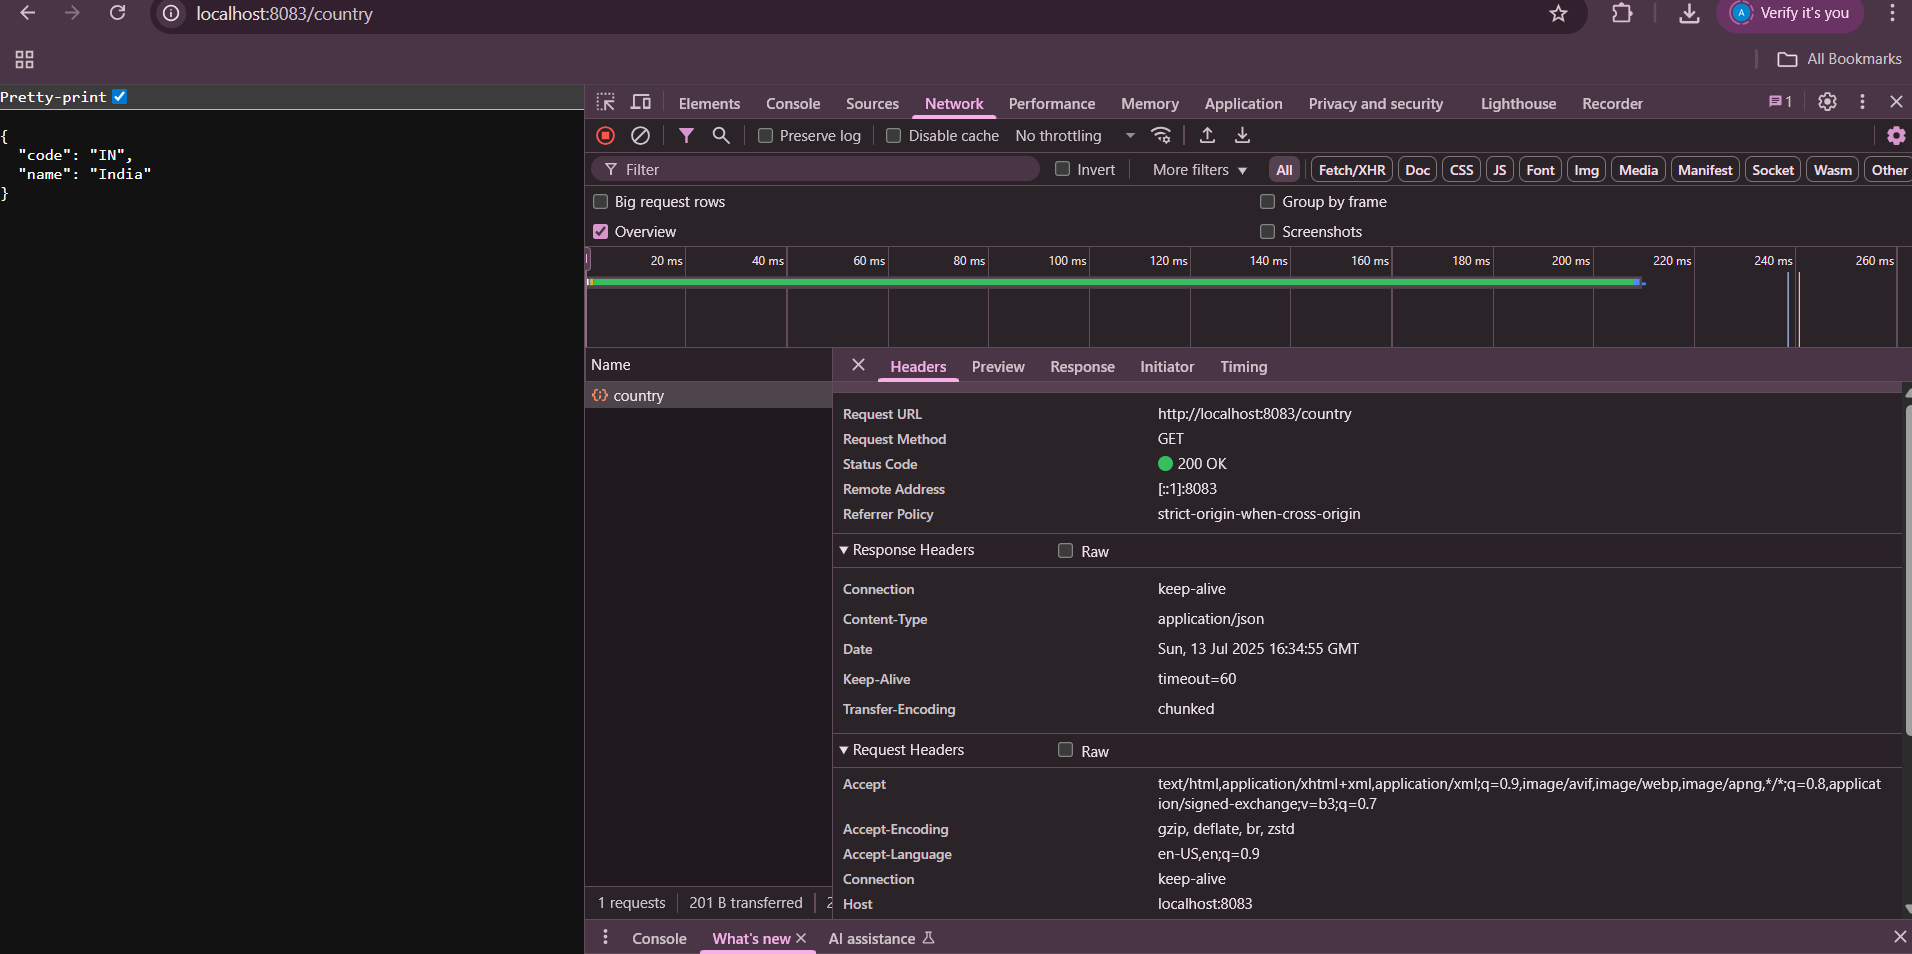 localhost:8083/country
A Verify it's you
All Bookmarks
Pretty-print
{
"code": "IN",
"name": "India"
}
Elements Console Sources Network Performance Memory Application Privacy and security Lighthouse Recorder 1
Preserve log Disable cache No throttling
Filter Invert More filters All Fetch/XHR Doc CSS JS Font Img Media Manifest Socket Wasm Other
Big request rows Group by frame
Overview Screenshots
20 ms 40 ms 60 ms 80 ms 100 ms 120 ms 140 ms 160 ms 180 ms 200 ms 220 ms 240 ms 260 ms
Name
country
Headers Preview Response Initiator Timing
Request URL http://localhost:8083/country
Request Method GET
Status Code 200 OK
Remote Address [::1]:8083
Referrer Policy strict-origin-when-cross-origin
Response Headers Raw
Connection keep-alive
Content-Type application/json
Date Sun, 13 Jul 2025 16:34:55 GMT
Keep-Alive timeout=60
Transfer-Encoding chunked
Request Headers Raw
Accept text/html,application/xhtml+xml,application/xml;q=0.9,image/avif,image/webp,image/apng,*/*;q=0.8,applicat
ion/signed-exchange;v=b3;q=0.7
Accept-Encoding gzip, deflate, br, zstd
Accept-Language en-US,en;q=0.9
Connection keep-alive
Host localhost:8083
1 requests 201 B transferred
Console What's new AI assistance